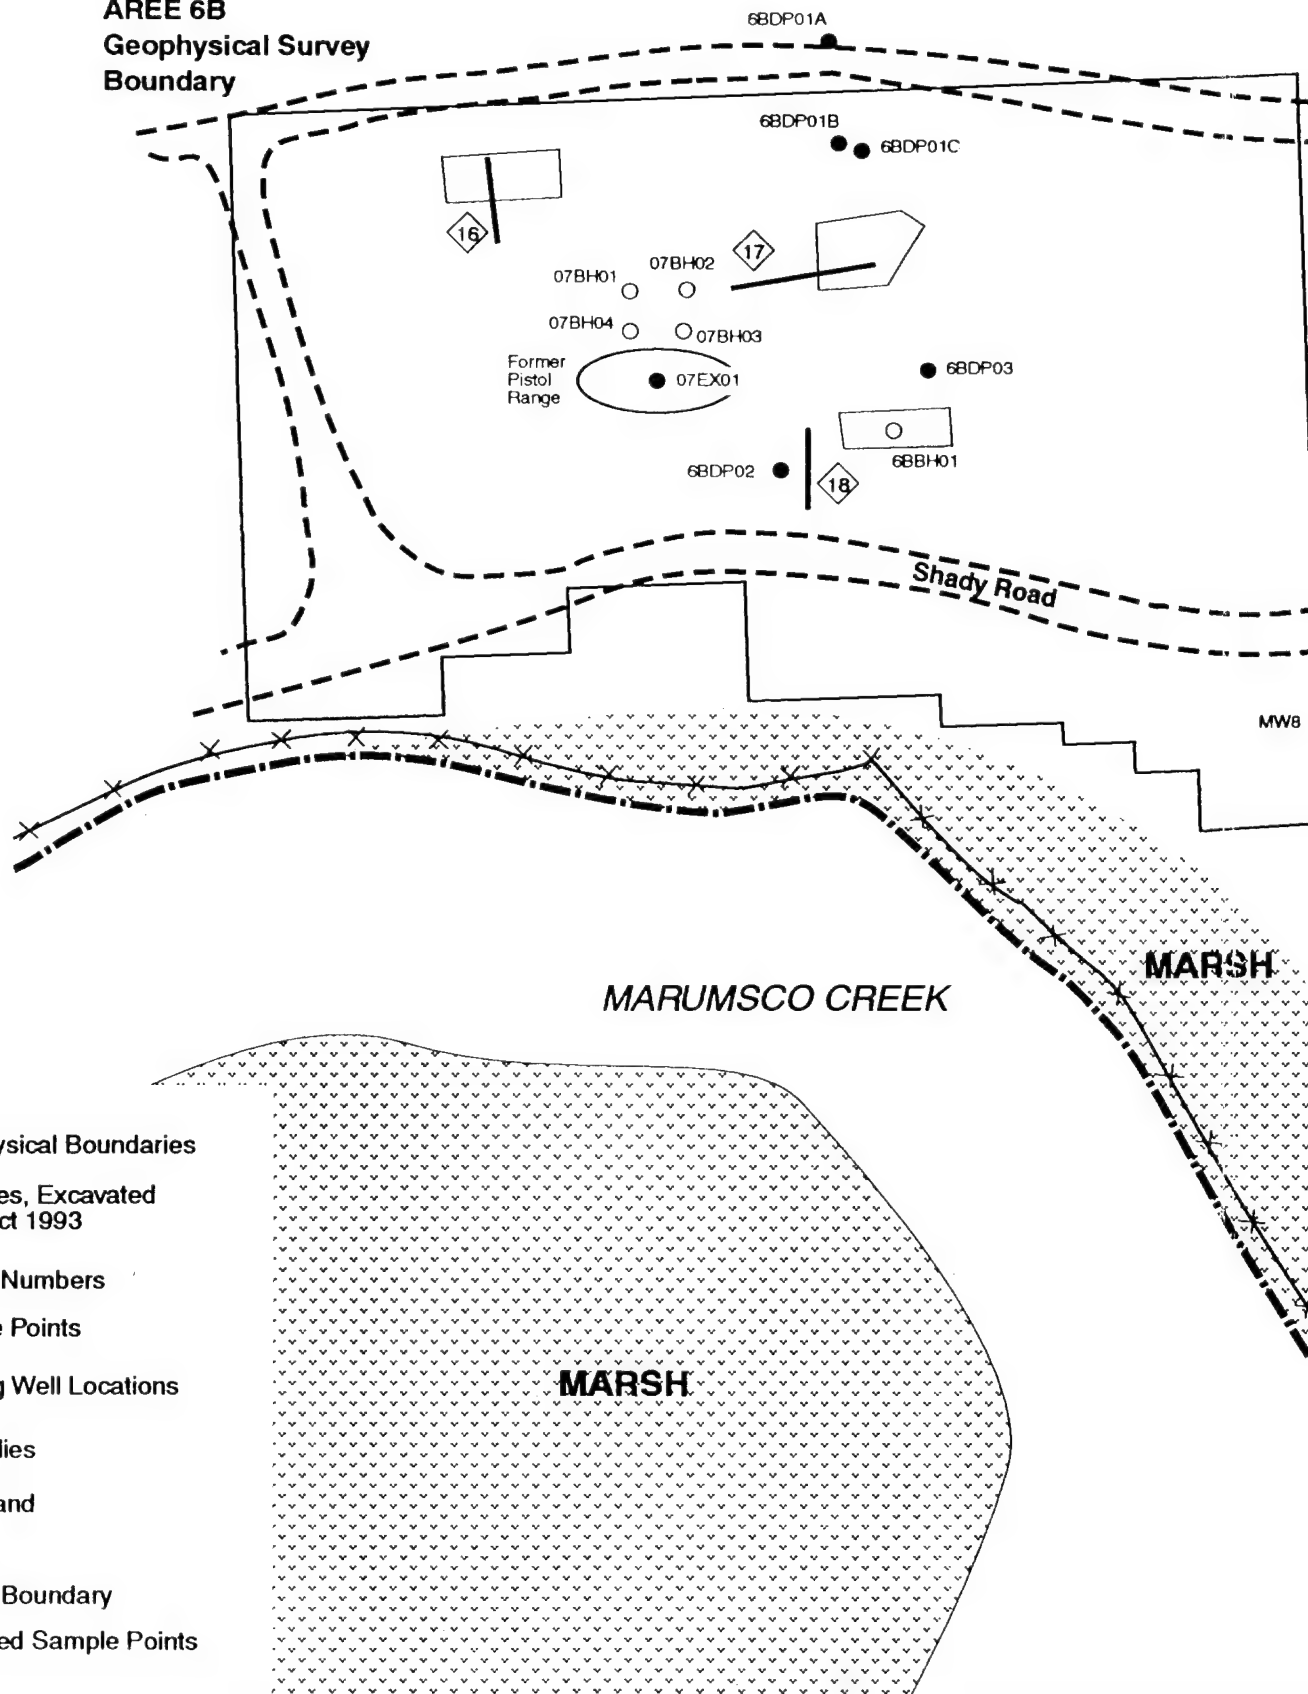 AREE 6B
Geophysical Survey
Boundary
6BDP01A
6BDP01B
6BDP01C
16
17
07BH01
07BH02
07BH04
07BH03
Former
Pistol
Range
07EX01
6BDP03
6BBH01
6BDP02
18
Shady Road
MW8
MARSH
MARUMSCO CREEK
ysical Boundaries
es, Excavated
ct 1993
Numbers
e Points
g Well Locations
lies
and
MARSH
Boundary
ed Sample Points